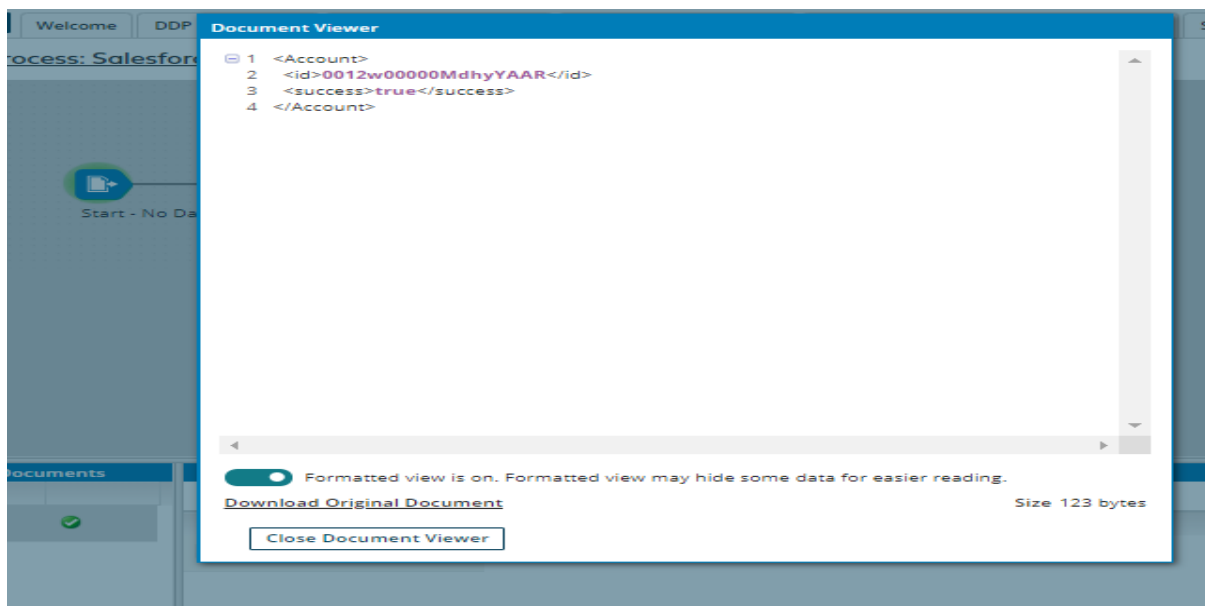 Welcome
DDP
Document Viewer
ocess: Salesfor
1 <Account>
2 <id>0012w00000MdhyYAAR</id>
3 <success>true</success>
4 </Account>
Start - No Da
Documents
Formatted view is on. Formatted view may hide some data for easier reading.
Download Original Document
Size 123 bytes
Close Document Viewer